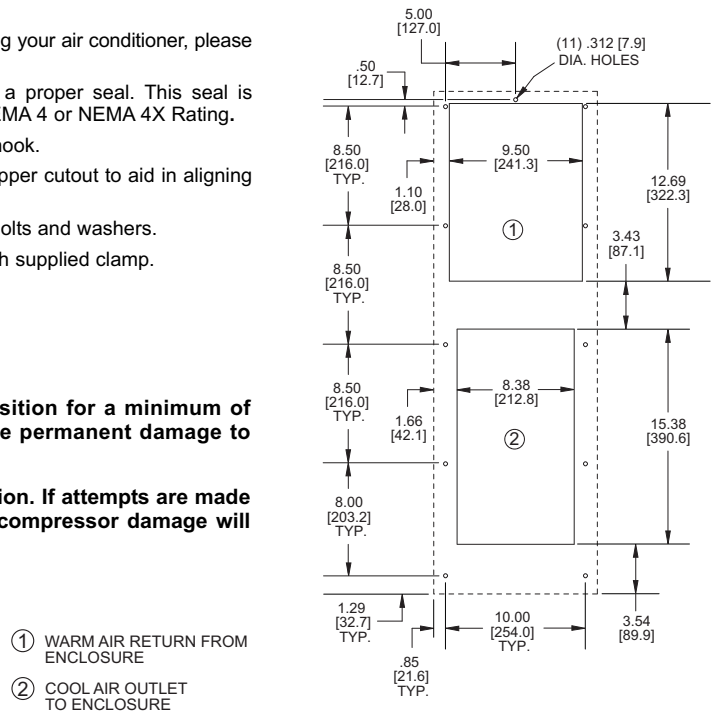 ng your air conditioner, please
a proper seal. This seal is
EMA 4 or NEMA 4X Rating.
hook.
pper cutout to aid in aligning
olts and washers.
h supplied clamp.
sition for a minimum of
e permanent damage to
ion. If attempts are made
compressor damage will
① WARM AIR RETURN FROM
ENCLOSURE
② COOL AIR OUTLET
TO ENCLOSURE
5.00
[127.0]
(11) .312 [7.9]
DIA. HOLES
.50
[12.7]
8.50
[216.0]
TYP.
9.50
[241.3]
1.10
[28.0]
12.69
[322.3]
①
3.43
[87.1]
8.50
[216.0]
TYP.
8.50
[216.0]
TYP.
8.38
[212.8]
1.66
[42.1]
15.38
[390.6]
②
8.00
[203.2]
TYP.
1.29
[32.7]
TYP.
10.00
[254.0]
TYP.
3.54
[89.9]
.85
[21.6]
TYP.